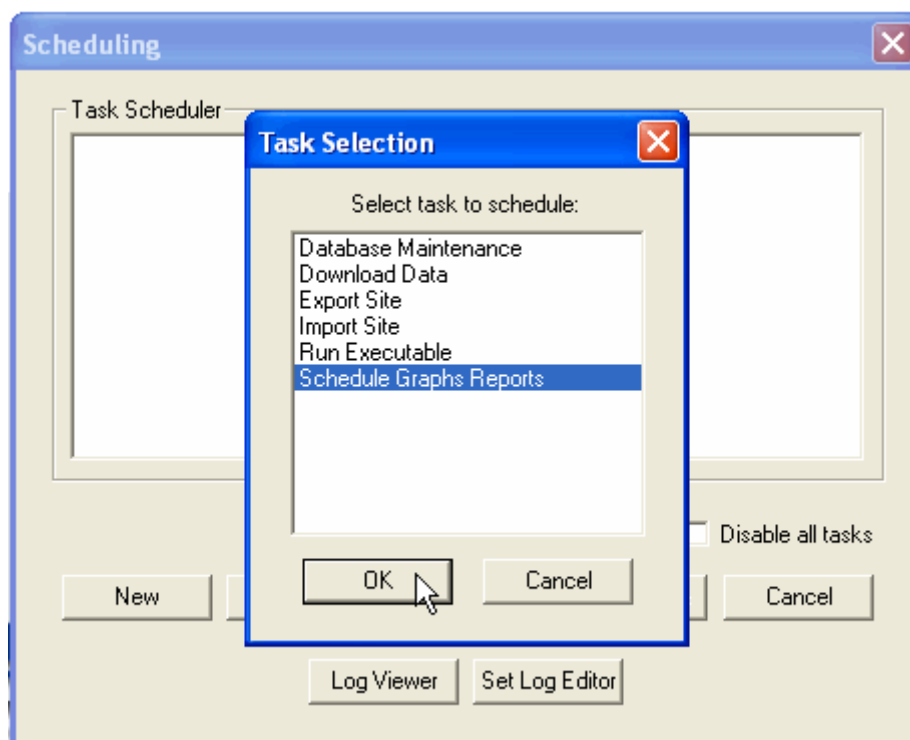 Scheduling
Task Scheduler
Task Selection
Select task to schedule:
Database Maintenance
Download Data
Export Site
Import Site
Run Executable
Schedule Graphs Reports
Disable all tasks
OK
Cancel
New
Cancel
Log Viewer
Set Log Editor